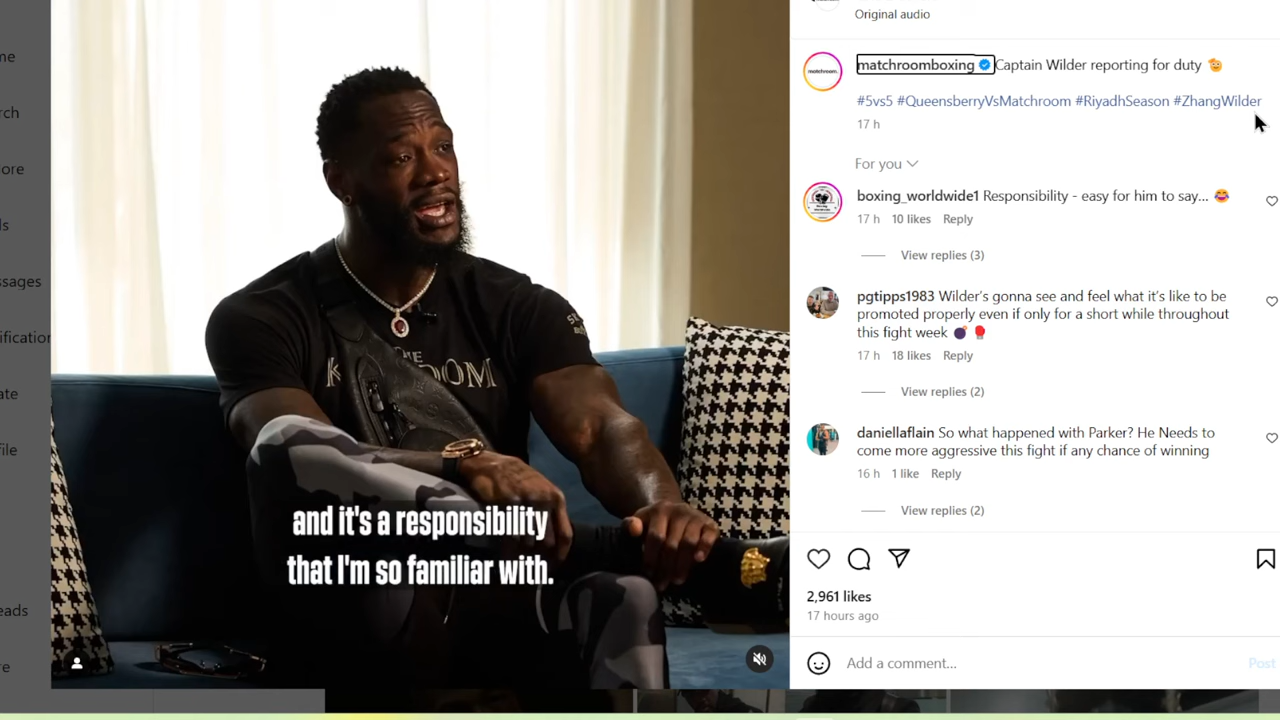 Original audio
me
rch
ore
ls
ssages
ification
ate
file
eads
re
matchroom.
matchroomboxing Captain Wilder reporting for duty 🫡
#5vs5 #QueensberryVsMatchroom #RiyadhSeason #ZhangWilder
17 h
For you
boxing_worldwide1 Responsibility - easy for him to say... 😂
17 h 10 likes Reply
View replies (3)
pgtipps1983 Wilder's gonna see and feel what it's like to be
promoted properly even if only for a short while throughout
this fight week 💣 🥊
17 h 18 likes Reply
View replies (2)
daniellaflain So what happened with Parker? He Needs to
come more aggressive this fight if any chance of winning
16 h 1 like Reply
View replies (2)
2,961 likes
17 hours ago
Add a comment... Post
and it's a responsibility
that I'm so familiar with.